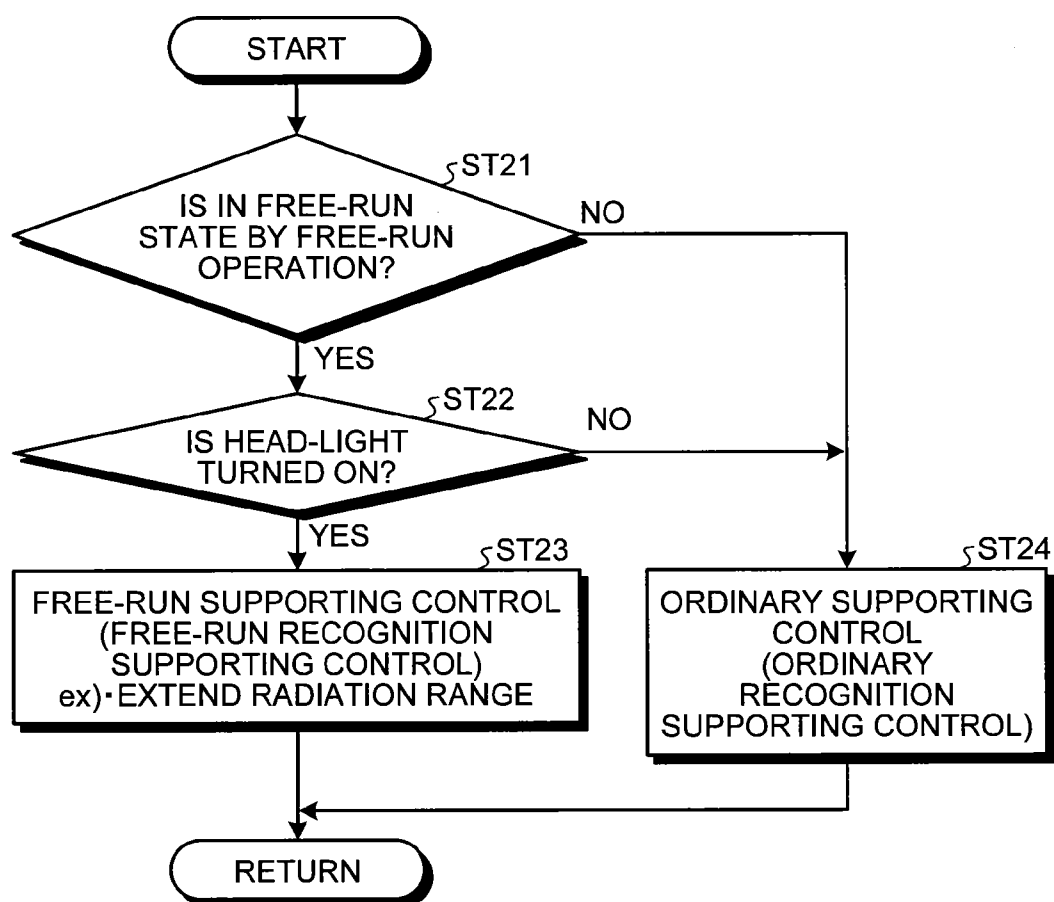 START
ST21
IS IN FREE-RUN
STATE BY FREE-RUN
OPERATION?
NO
YES
ST22
IS HEAD-LIGHT
TURNED ON?
NO
YES
ST23
FREE-RUN SUPPORTING CONTROL
(FREE-RUN RECOGNITION
SUPPORTING CONTROL)
ex)・EXTEND RADIATION RANGE
ST24
ORDINARY SUPPORTING
CONTROL
(ORDINARY
RECOGNITION
SUPPORTING CONTROL)
RETURN